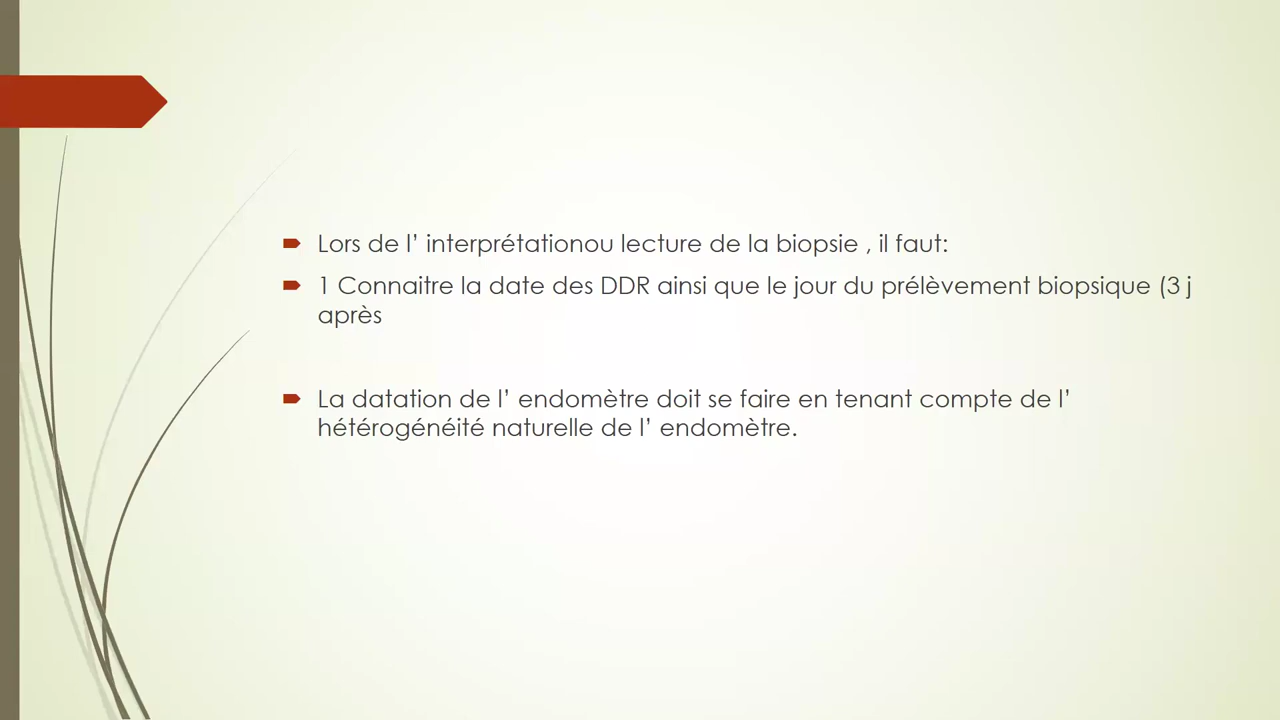 Lors de l’ interprétationou lecture de la biopsie , il faut:
1 Connaitre la date des DDR ainsi que le jour du prélèvement biopsique (3 j
après
La datation de l’ endomètre doit se faire en tenant compte de l’
hétérogénéité naturelle de l’ endomètre.